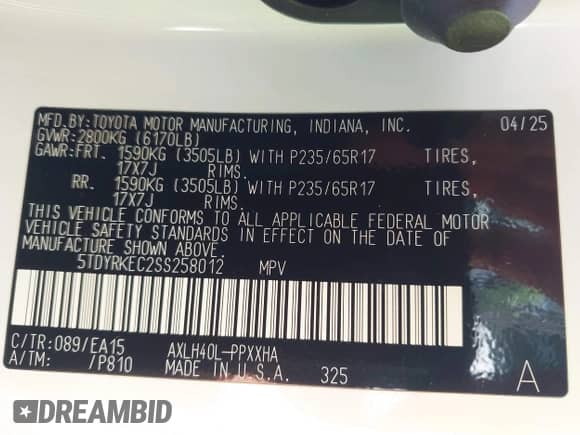 MFD.BY:TOYOTA MOTOR MANUFACTURING, INDIANA, INC. 04/25
GVWR:2800KG (6170LB)
GAWR:FRT. 1590KG (3505LB) WITH P235/65R17 TIRES,
17X7J RIMS.
RR. 1590KG (3505LB) WITH P235/65R17 TIRES,
17X7J RIMS.
THIS VEHICLE CONFORMS TO ALL APPLICABLE FEDERAL MOTOR
VEHICLE SAFETY STANDARDS IN EFFECT ON THE DATE OF
MANUFACTURE SHOWN ABOVE.
5TDYRKEC2SS258012 MPV
C/TR:089/EA15 AXLH40L-PPXXHA
A/TM: /P810 MADE IN U.S.A. 325 A
DREAMBID